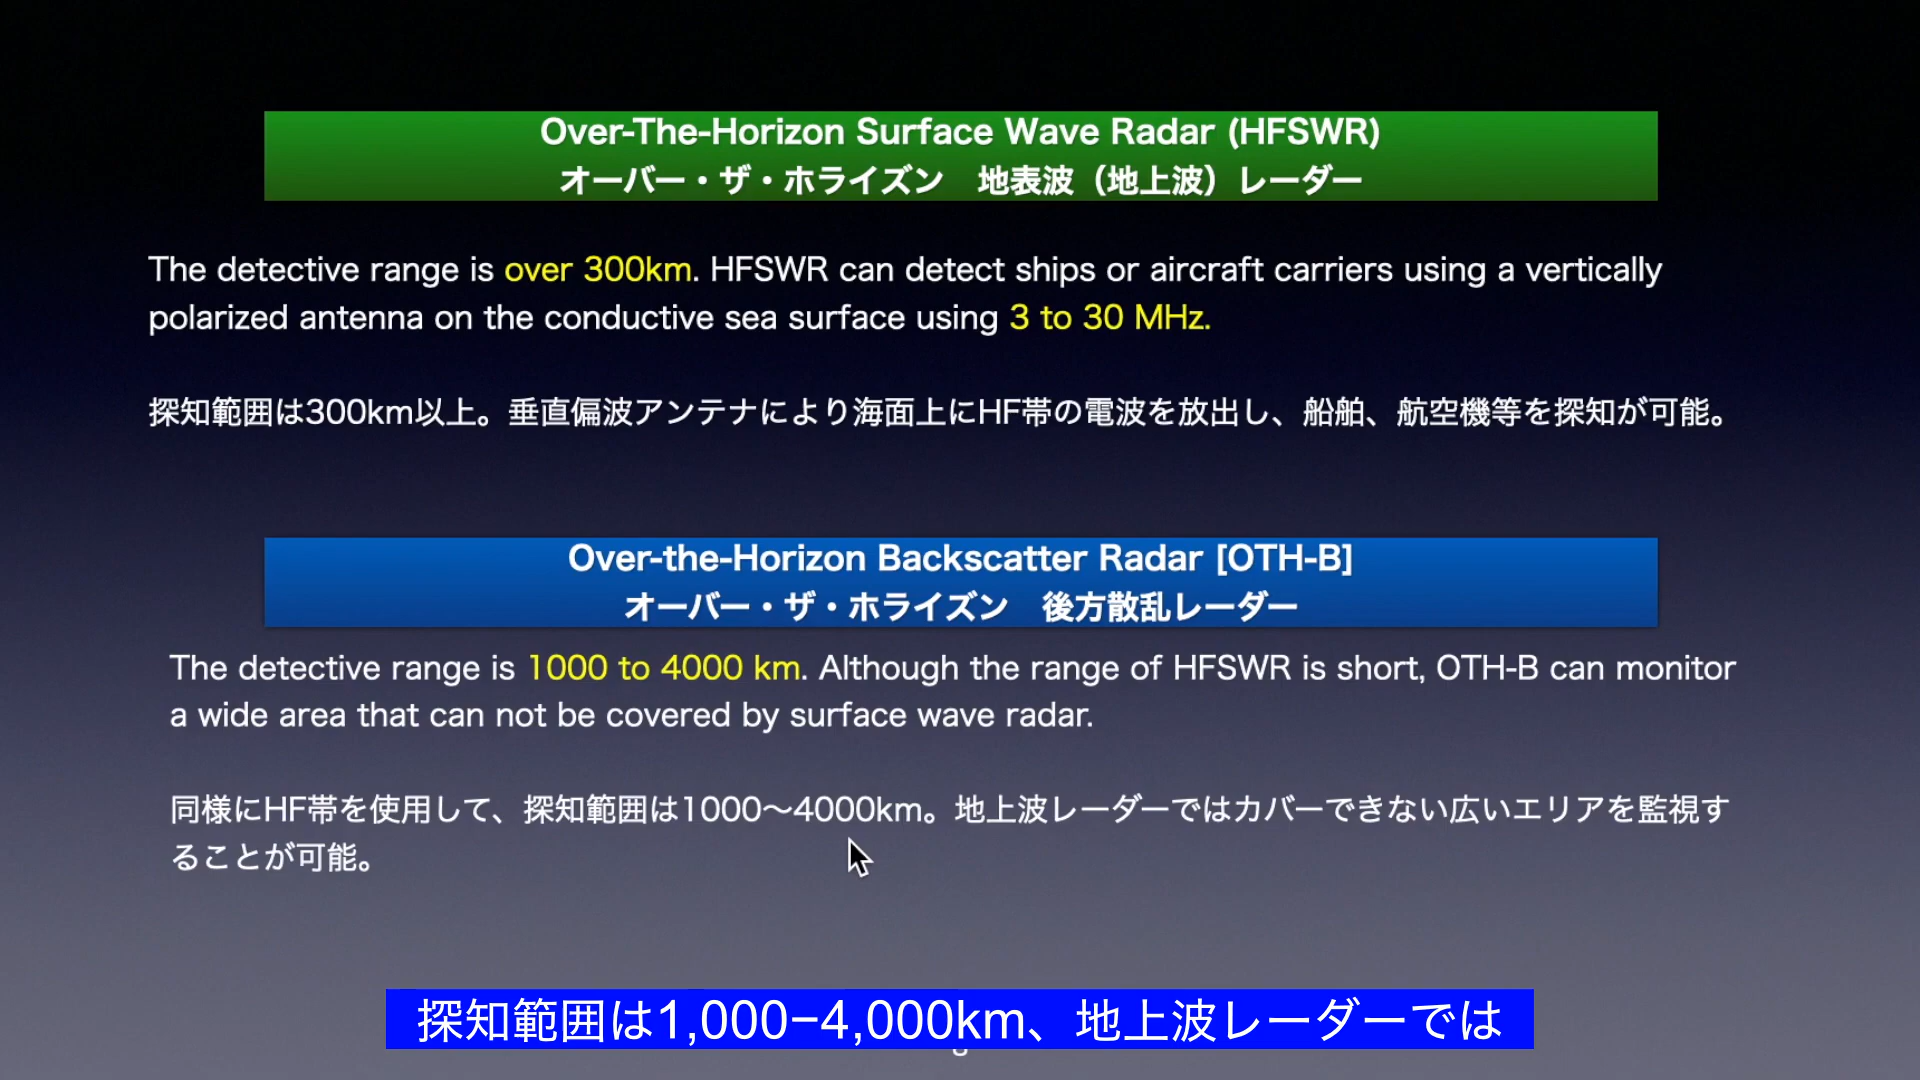 Over-The-Horizon Surface Wave Radar (HFSWR)
オーバー・ザ・ホライズン　地表波（地上波）レーダー
The detective range is over 300km. HFSWR can detect ships or aircraft carriers using a vertically
polarized antenna on the conductive sea surface using 3 to 30 MHz.
探知範囲は300km以上。垂直偏波アンテナにより海面上にHF帯の電波を放出し、船舶、航空機等を探知が可能。
Over-the-Horizon Backscatter Radar [OTH-B]
オーバー・ザ・ホライズン　後方散乱レーダー
The detective range is 1000 to 4000 km. Although the range of HFSWR is short, OTH-B can monitor
a wide area that can not be covered by surface wave radar.
同様にHF帯を使用して、探知範囲は1000〜4000km。地上波レーダーではカバーできない広いエリアを監視す
ることが可能。
探知範囲は1,000−4,000km、地上波レーダーでは